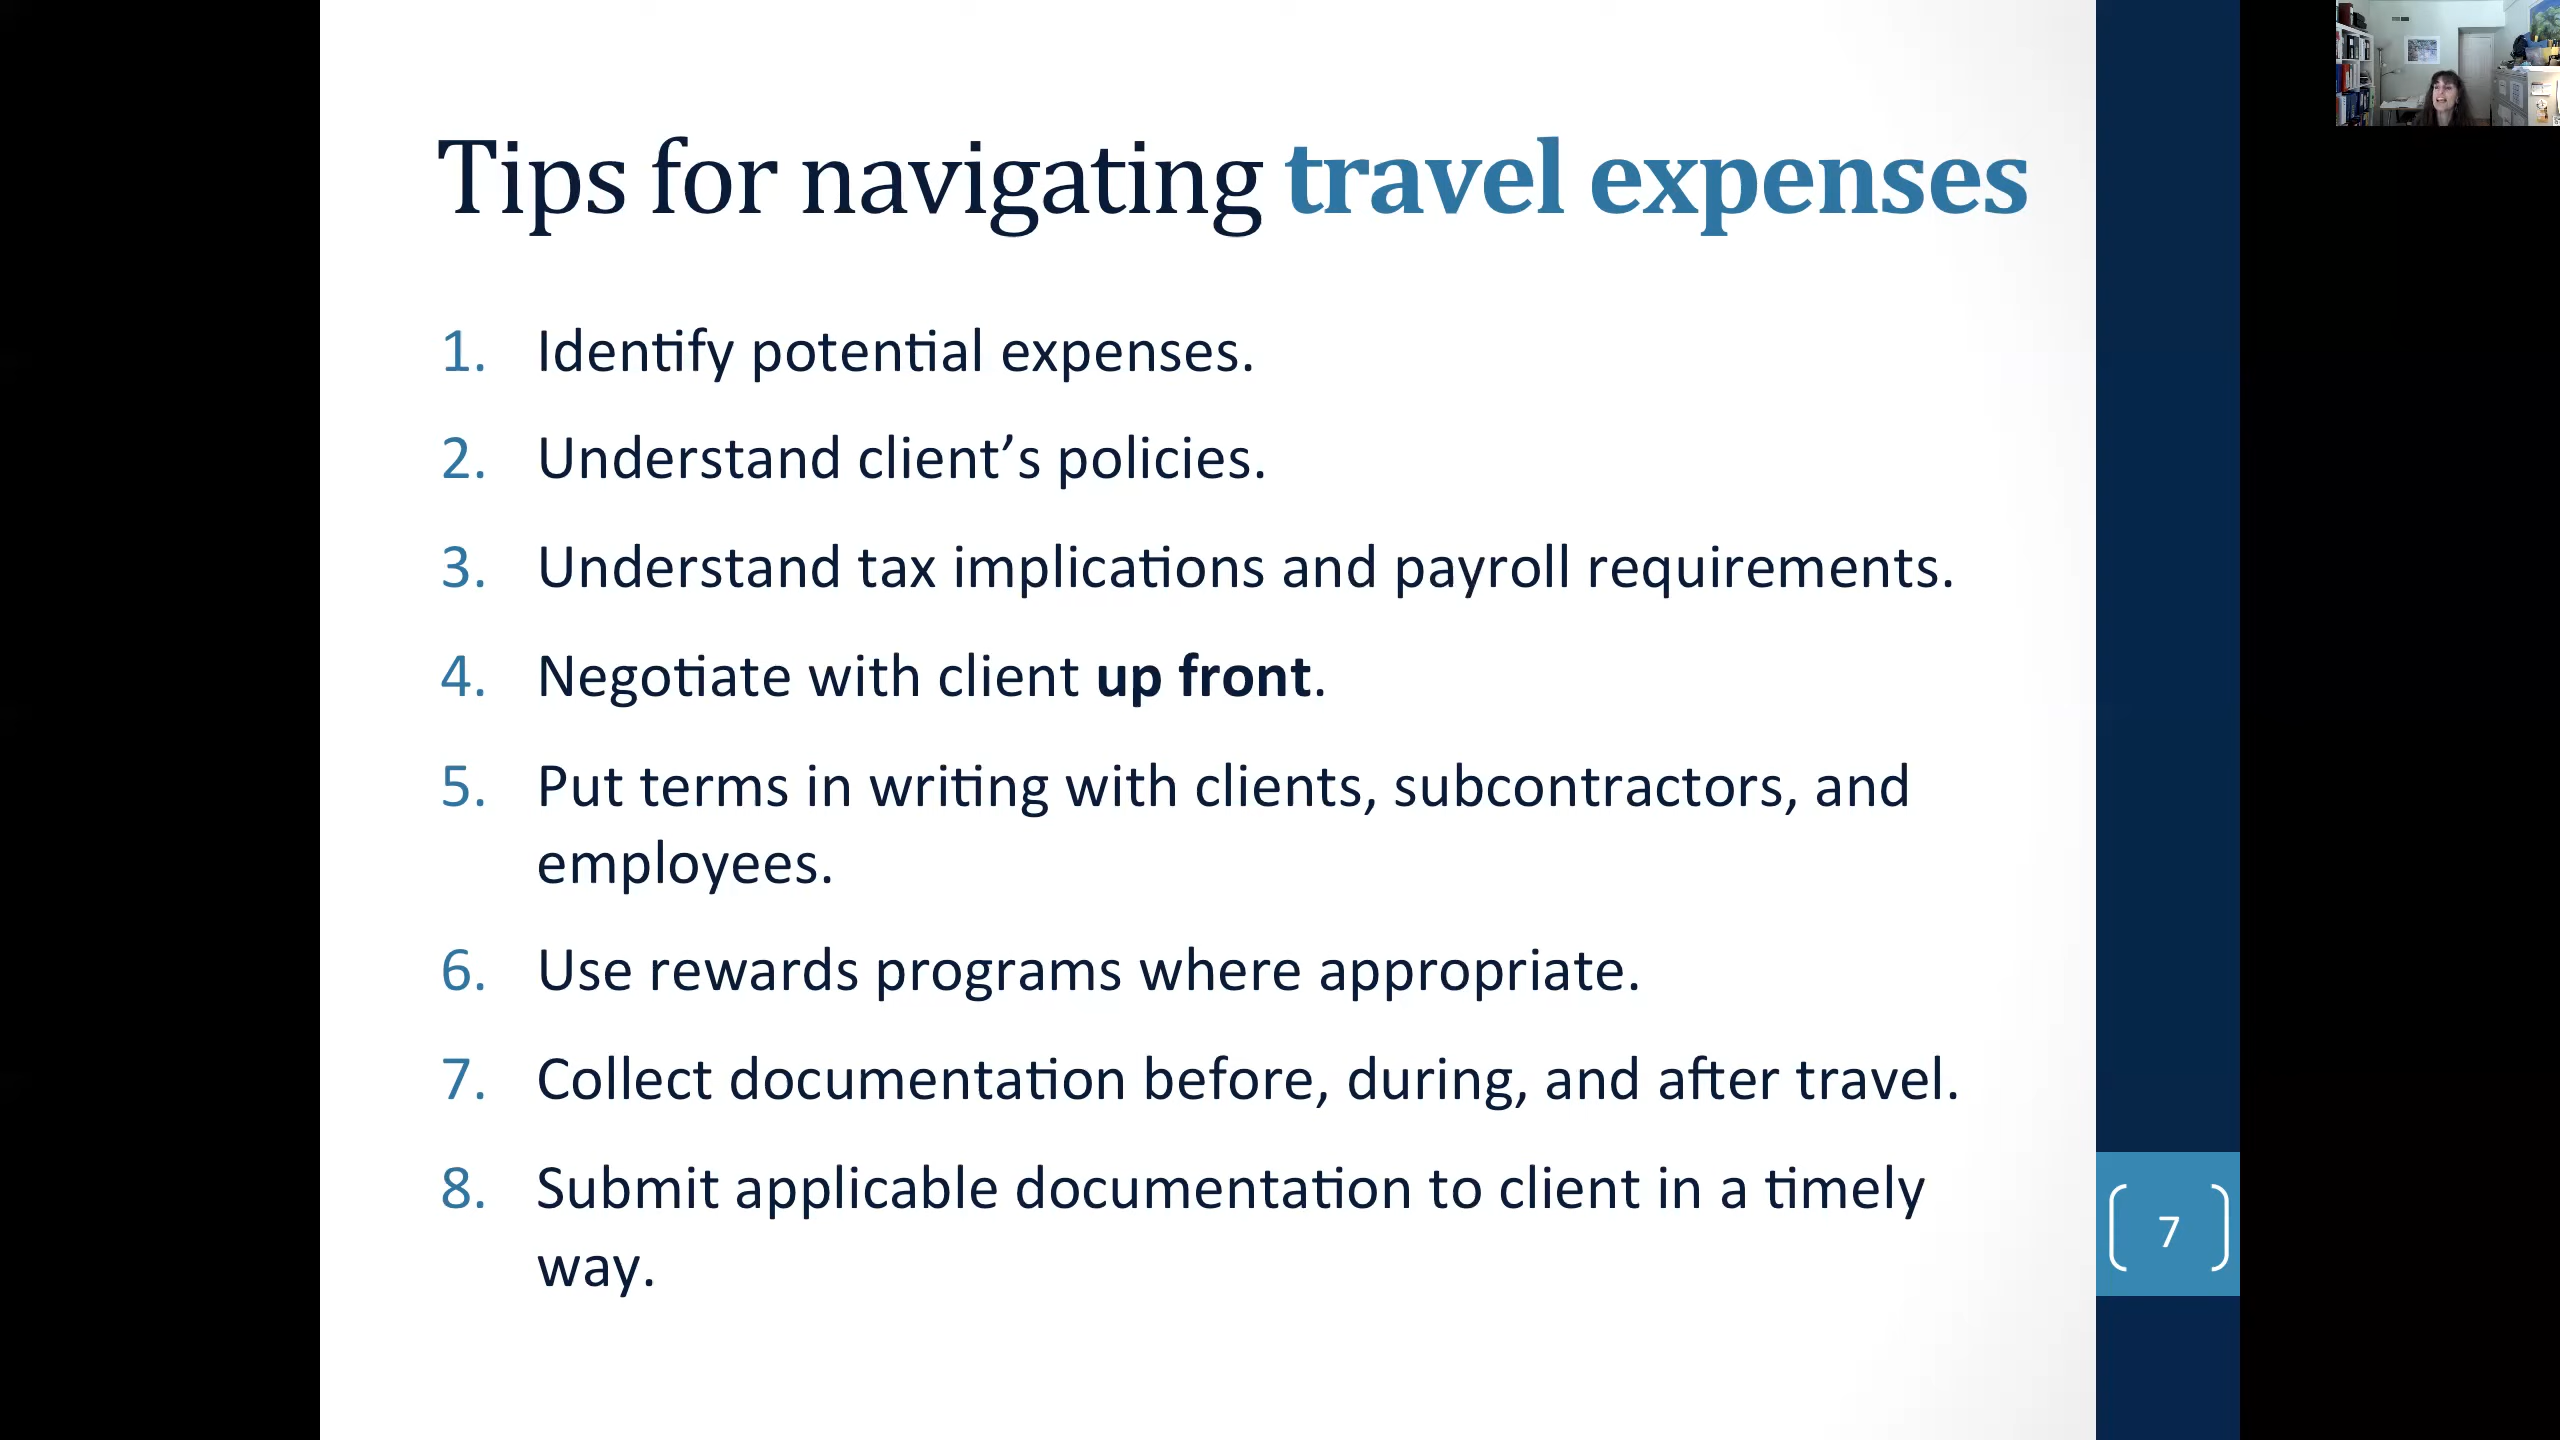 Tips for navigating travel expenses
1. Identify potential expenses.
2. Understand client’s policies.
3. Understand tax implications and payroll requirements.
4. Negotiate with client up front.
5. Put terms in writing with clients, subcontractors, and
employees.
6. Use rewards programs where appropriate.
7. Collect documentation before, during, and after travel.
8. Submit applicable documentation to client in a timely
way.
7